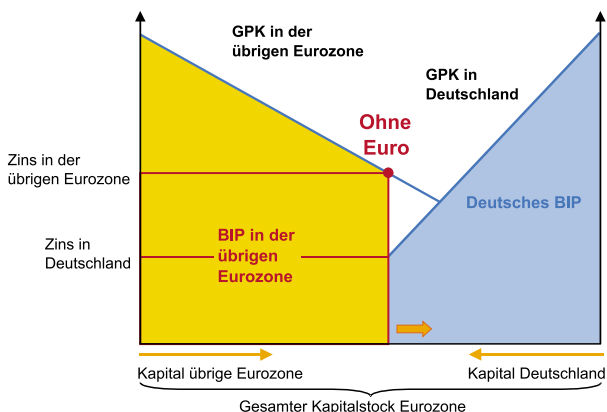 GPK in der
übrigen Eurozone
GPK in
Deutschland
Ohne
Euro
Zins in der
übrigen Eurozone
Deutsches BIP
BIP in der
übrigen
Eurozone
Zins in
Deutschland
Kapital übrige Eurozone
Kapital Deutschland
Gesamter Kapitalstock Eurozone